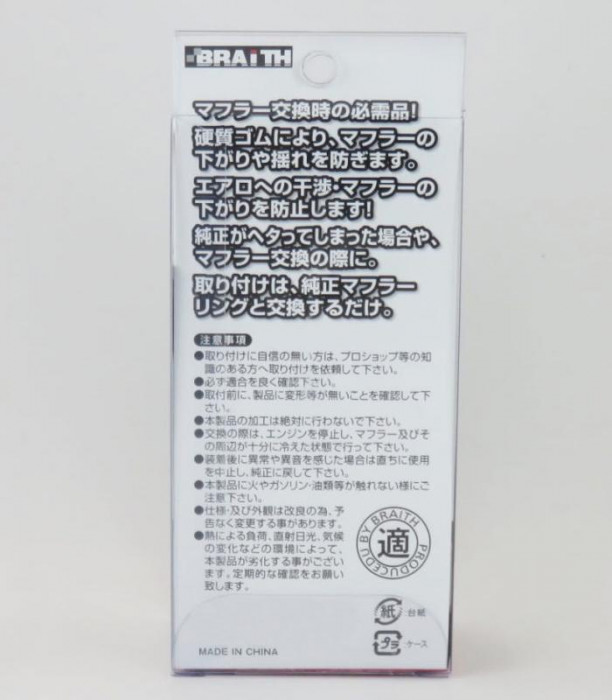 BRAiTH
マフラー交換時の必需品!
硬質ゴムにより、マフラーの
下がりや揺れを防ぎます。
エアロへの干渉・マフラーの
下がりを防止します!
純正がヘタってしまった場合や、
マフラー交換の際に。
取り付けは、純正マフラー
リングと交換するだけ。
注意事項
●取り付けに自信の無い方は、プロショップ等の知
識のある方へ取り付けを依頼して下さい。
●必ず適合を良く確認下さい。
●取付前に、製品に変形等が無いことを確認して下
さい。
●本製品の加工は絶対に行わないで下さい。
●交換の際は、エンジンを停止し、マフラー及びそ
の周辺が十分に冷えた状態で行って下さい。
●装着後に異常や異音を感じた場合は直ちに使用
を中止し、純正に戻して下さい。
●本製品に火やガソリン・油類等が触れない様にご
注意下さい。
●仕様・及び外観は改良の為、予
告なく変更する事があります。
●熱による負荷、直射日光、気候
の変化などの環境によって、
本製品が劣化する事がござい
ます。定期的な確認をお願い
致します。
PRODUCEDU BY BRAITH
適
紙 台紙
プラ ケース
MADE IN CHINA